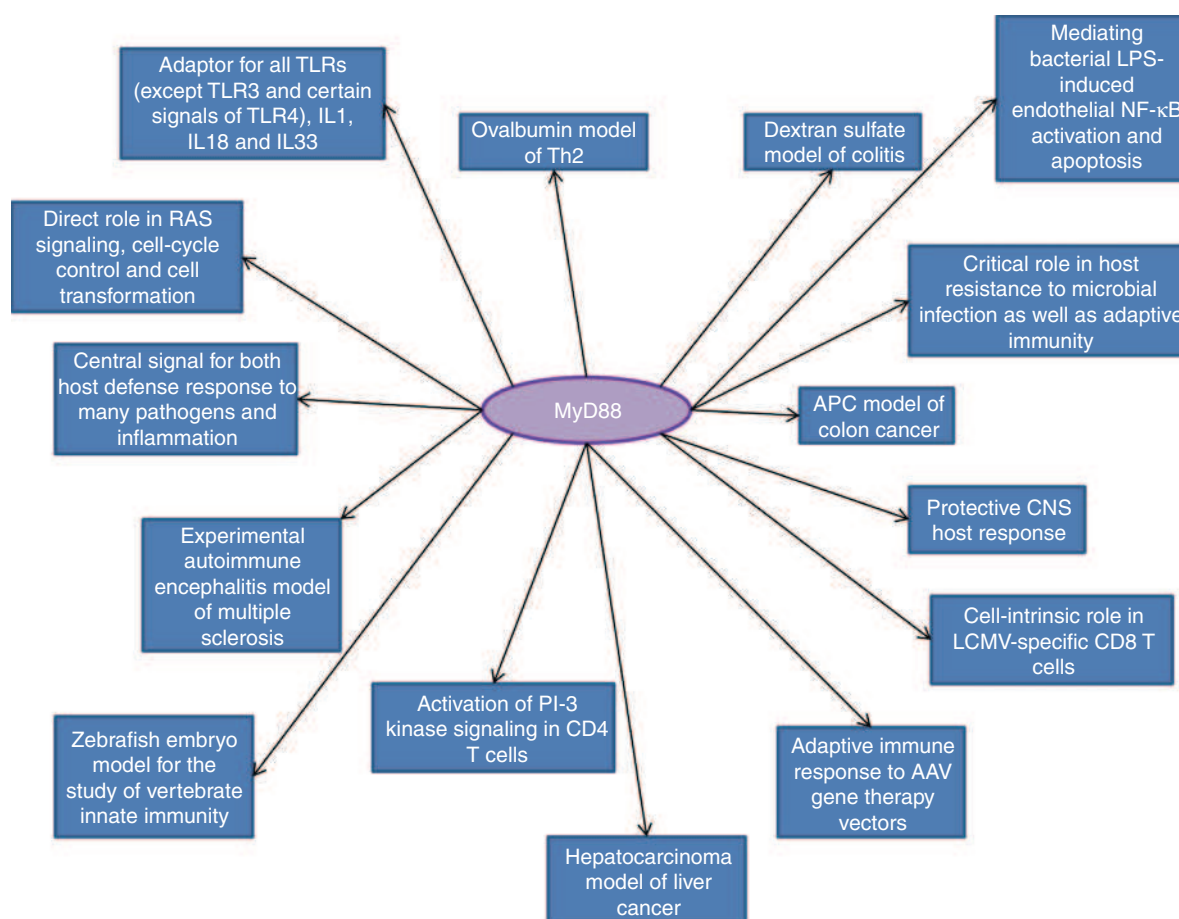 Adaptor for all TLRs
(except TLR3 and certain
signals of TLR4), IL1,
IL18 and IL33
Ovalbumin model
of Th2
Dextran sulfate
model of colitis
Mediating
bacterial LPS-
induced
endothelial NF-κB
activation and
apoptosis
Direct role in RAS
signaling, cell-cycle
control and cell
transformation
Critical role in host
resistance to microbial
infection as well as adaptive
immunity
Central signal for both
host defense response to
many pathogens and
inflammation
MyD88
APC model of
colon cancer
Protective CNS
host response
Experimental
autoimmune
encephalitis model
of multiple
sclerosis
Cell-intrinsic role in
LCMV-specific CD8 T
cells
Activation of PI-3
kinase signaling in CD4
T cells
Zebrafish embryo
model for the
study of vertebrate
innate immunity
Adaptive immune
response to AAV
gene therapy
vectors
Hepatocarcinoma
model of liver
cancer